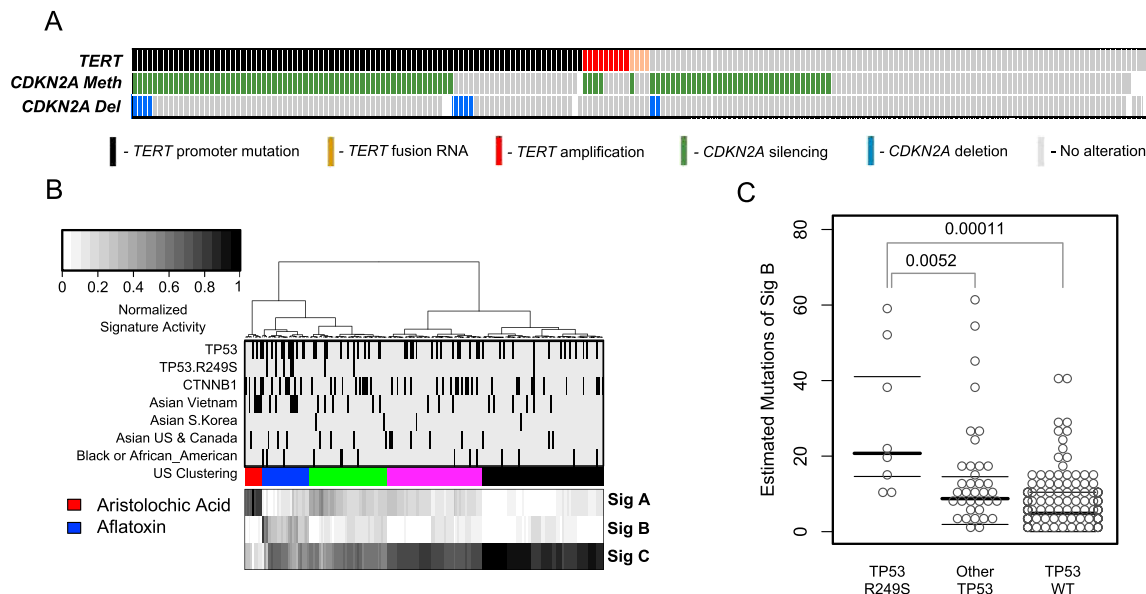 A
TERT
CDKN2A Meth
CDKN2A Del
- TERT promoter mutation
- TERT fusion RNA
- TERT amplification
- CDKN2A silencing
- CDKN2A deletion
- No alteration
B
0 0.2 0.4 0.6 0.8 1
Normalized
Signature Activity
TP53
TP53.R249S
CTNNB1
Asian Vietnam
Asian S.Korea
Asian US & Canada
Black or African_American
US Clustering
Aristolochic Acid
Aflatoxin
Sig A
Sig B
Sig C
C
Estimated Mutations of Sig B
80
60
40
20
0
0.00011
0.0052
TP53
R249S
Other
TP53
TP53
WT